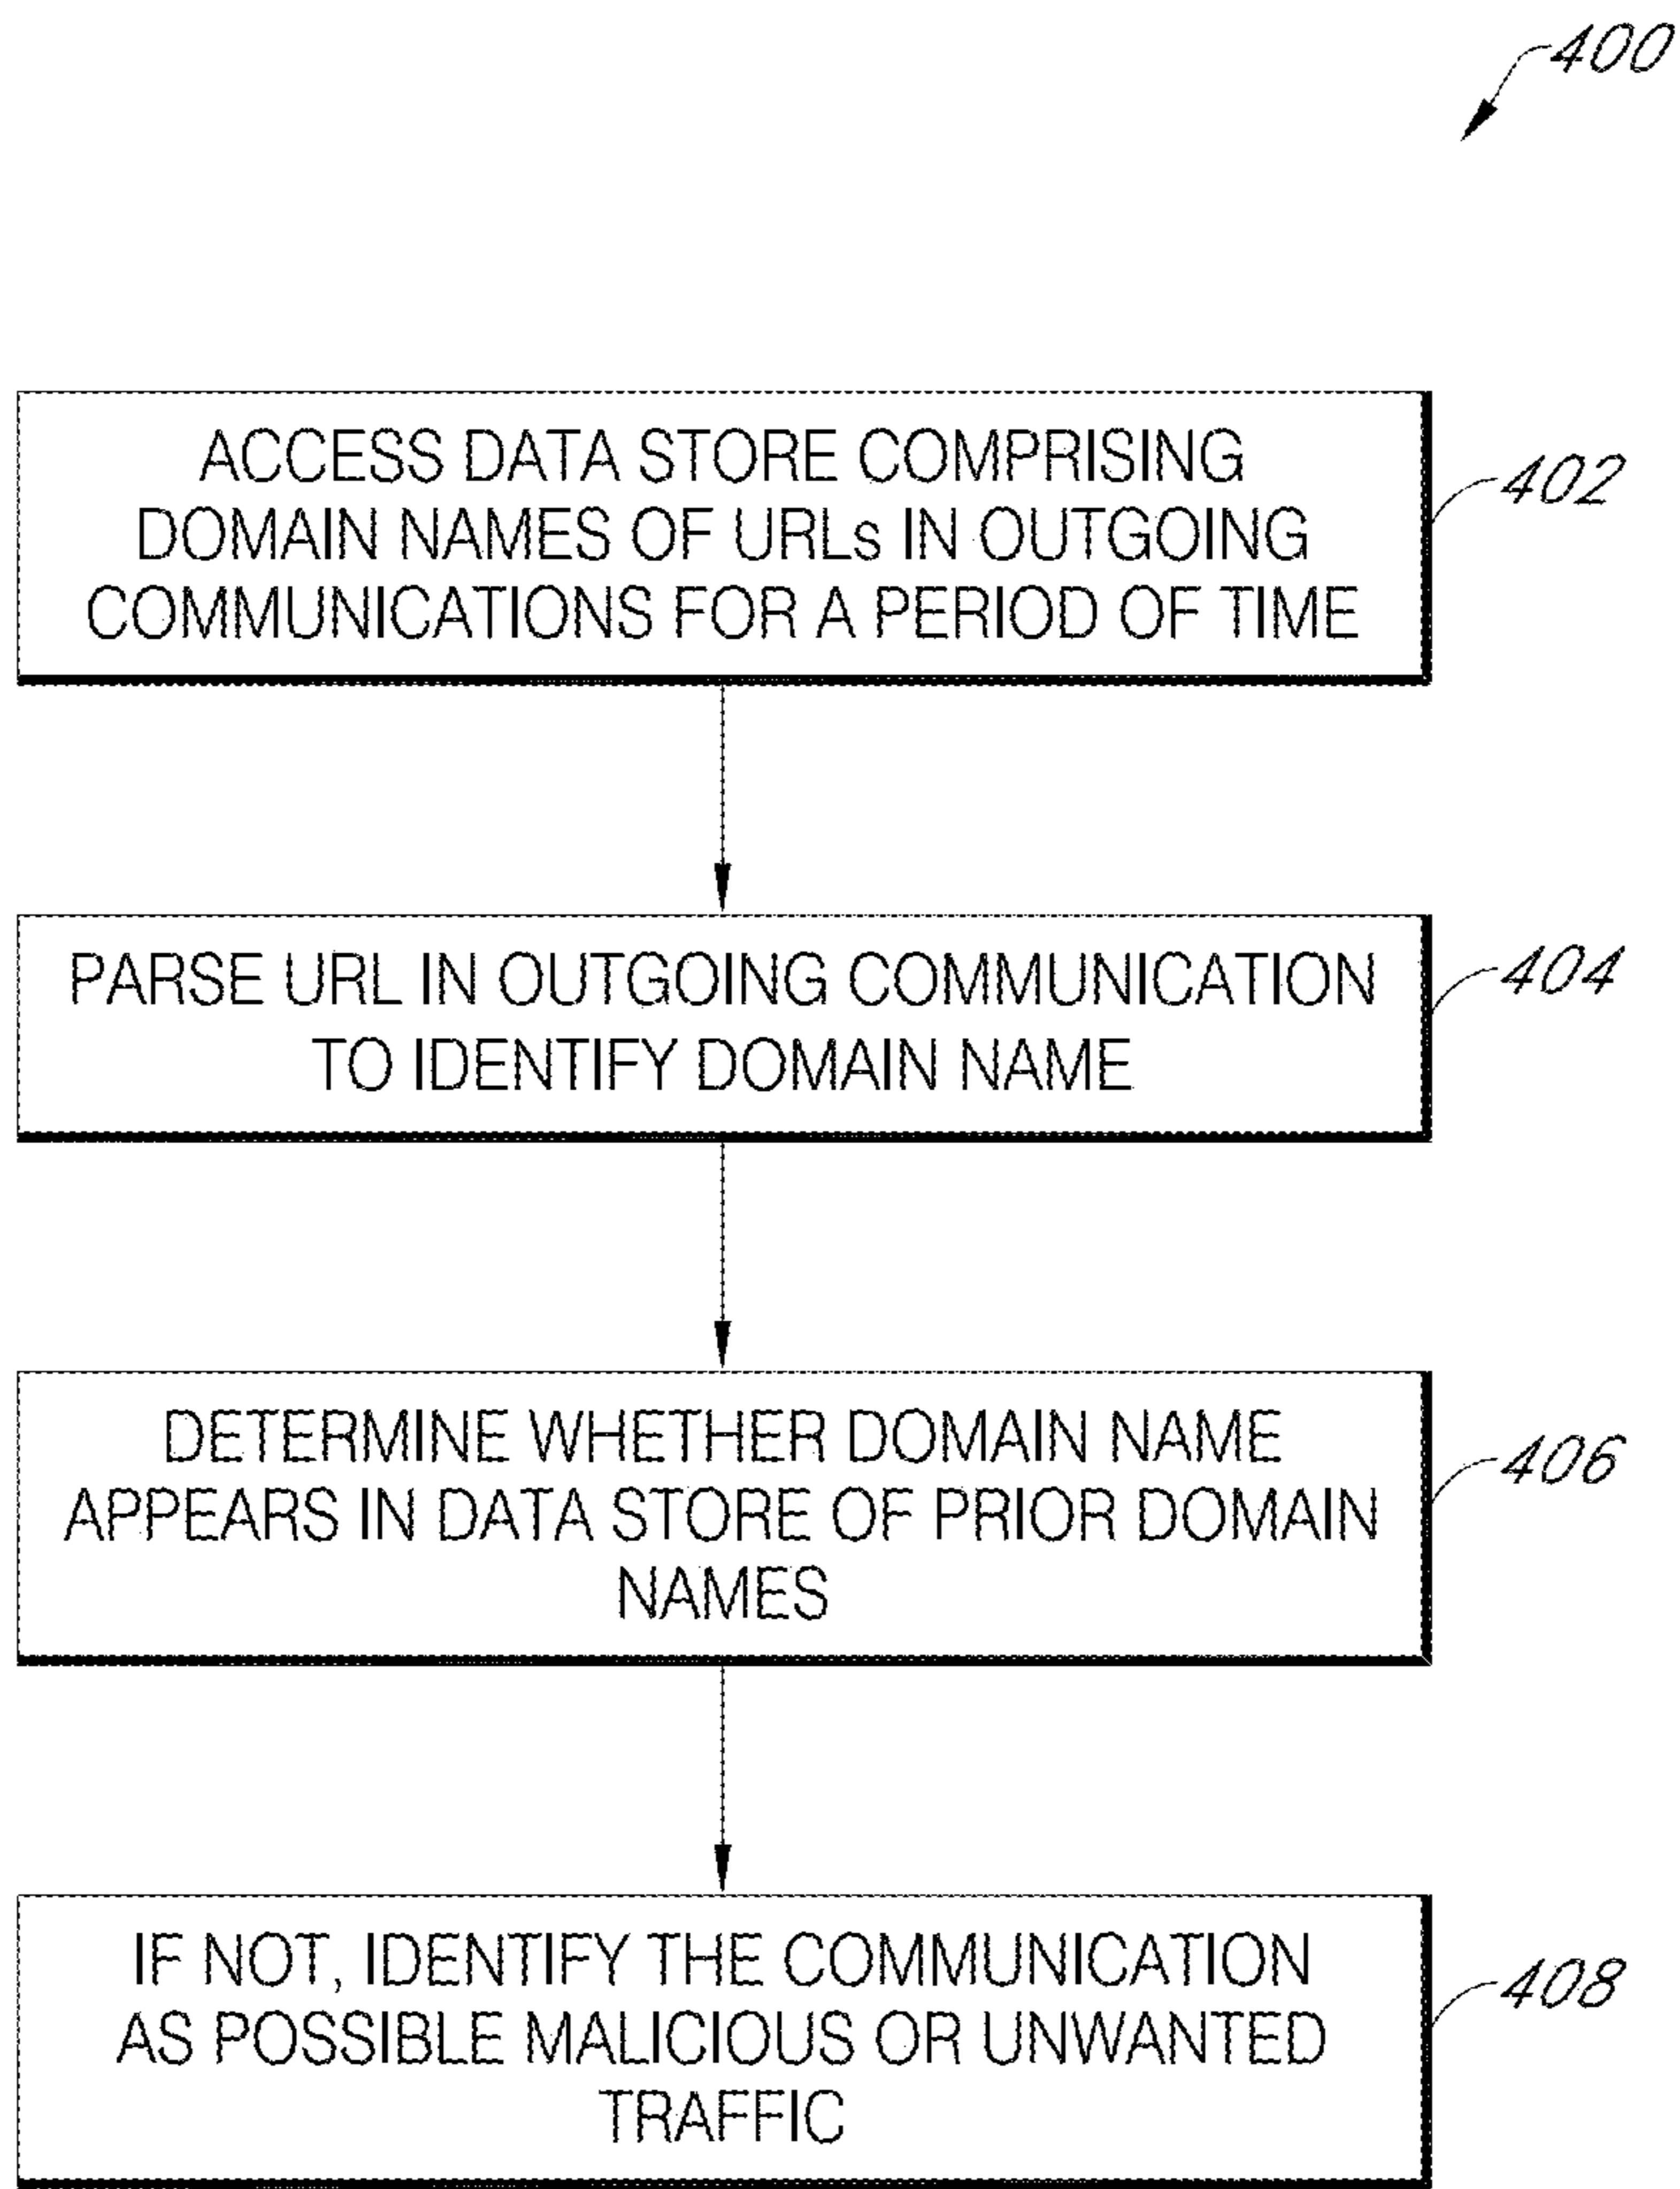 400
ACCESS DATA STORE COMPRISING
DOMAIN NAMES OF URLs IN OUTGOING
COMMUNICATIONS FOR A PERIOD OF TIME
402
PARSE URL IN OUTGOING COMMUNICATION
TO IDENTIFY DOMAIN NAME
404
DETERMINE WHETHER DOMAIN NAME
APPEARS IN DATA STORE OF PRIOR DOMAIN
NAMES
406
IF NOT, IDENTIFY THE COMMUNICATION
AS POSSIBLE MALICIOUS OR UNWANTED
TRAFFIC
408